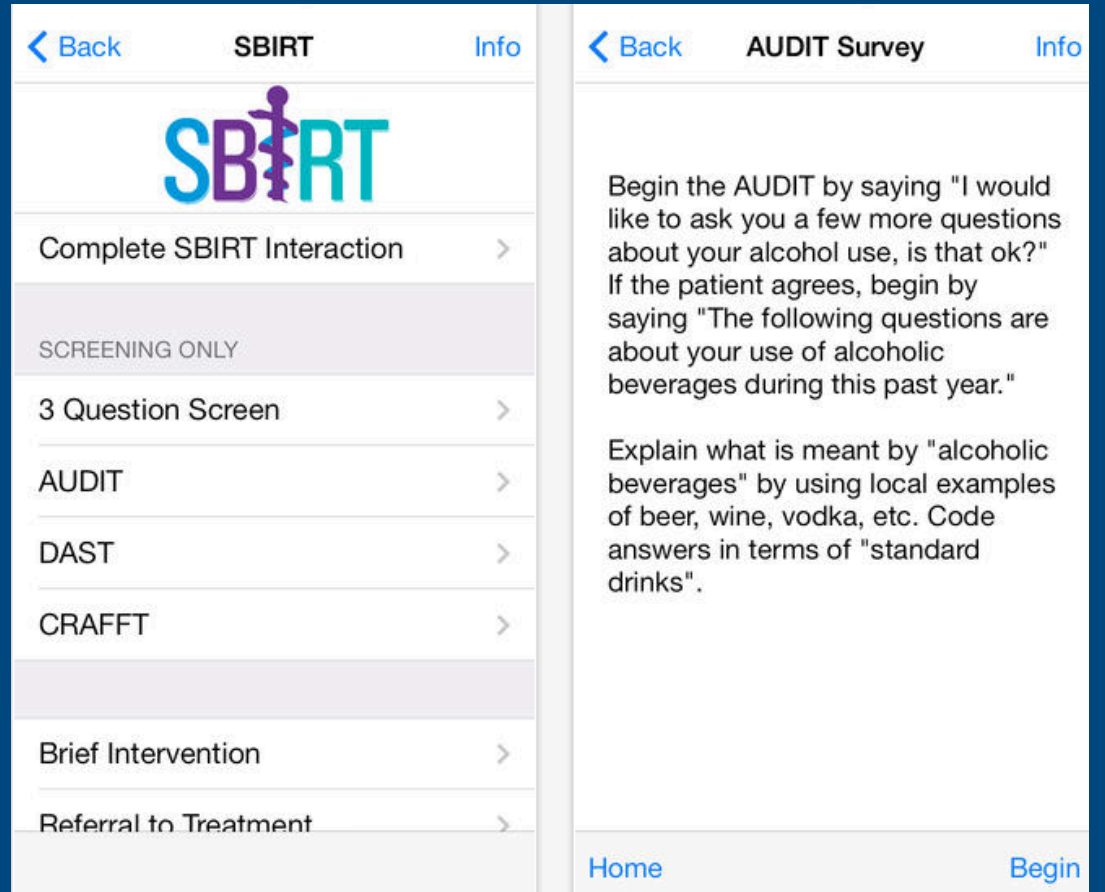 Back SBIRT Info
SBIRT
Complete SBIRT Interaction
SCREENING ONLY
3 Question Screen
AUDIT
DAST
CRAFFT
Brief Intervention
Referral to Treatment
Back AUDIT Survey Info
Begin the AUDIT by saying "I would
like to ask you a few more questions
about your alcohol use, is that ok?"
If the patient agrees, begin by
saying "The following questions are
about your use of alcoholic
beverages during this past year."
Explain what is meant by "alcoholic
beverages" by using local examples
of beer, wine, vodka, etc. Code
answers in terms of "standard
drinks".
Home Begin